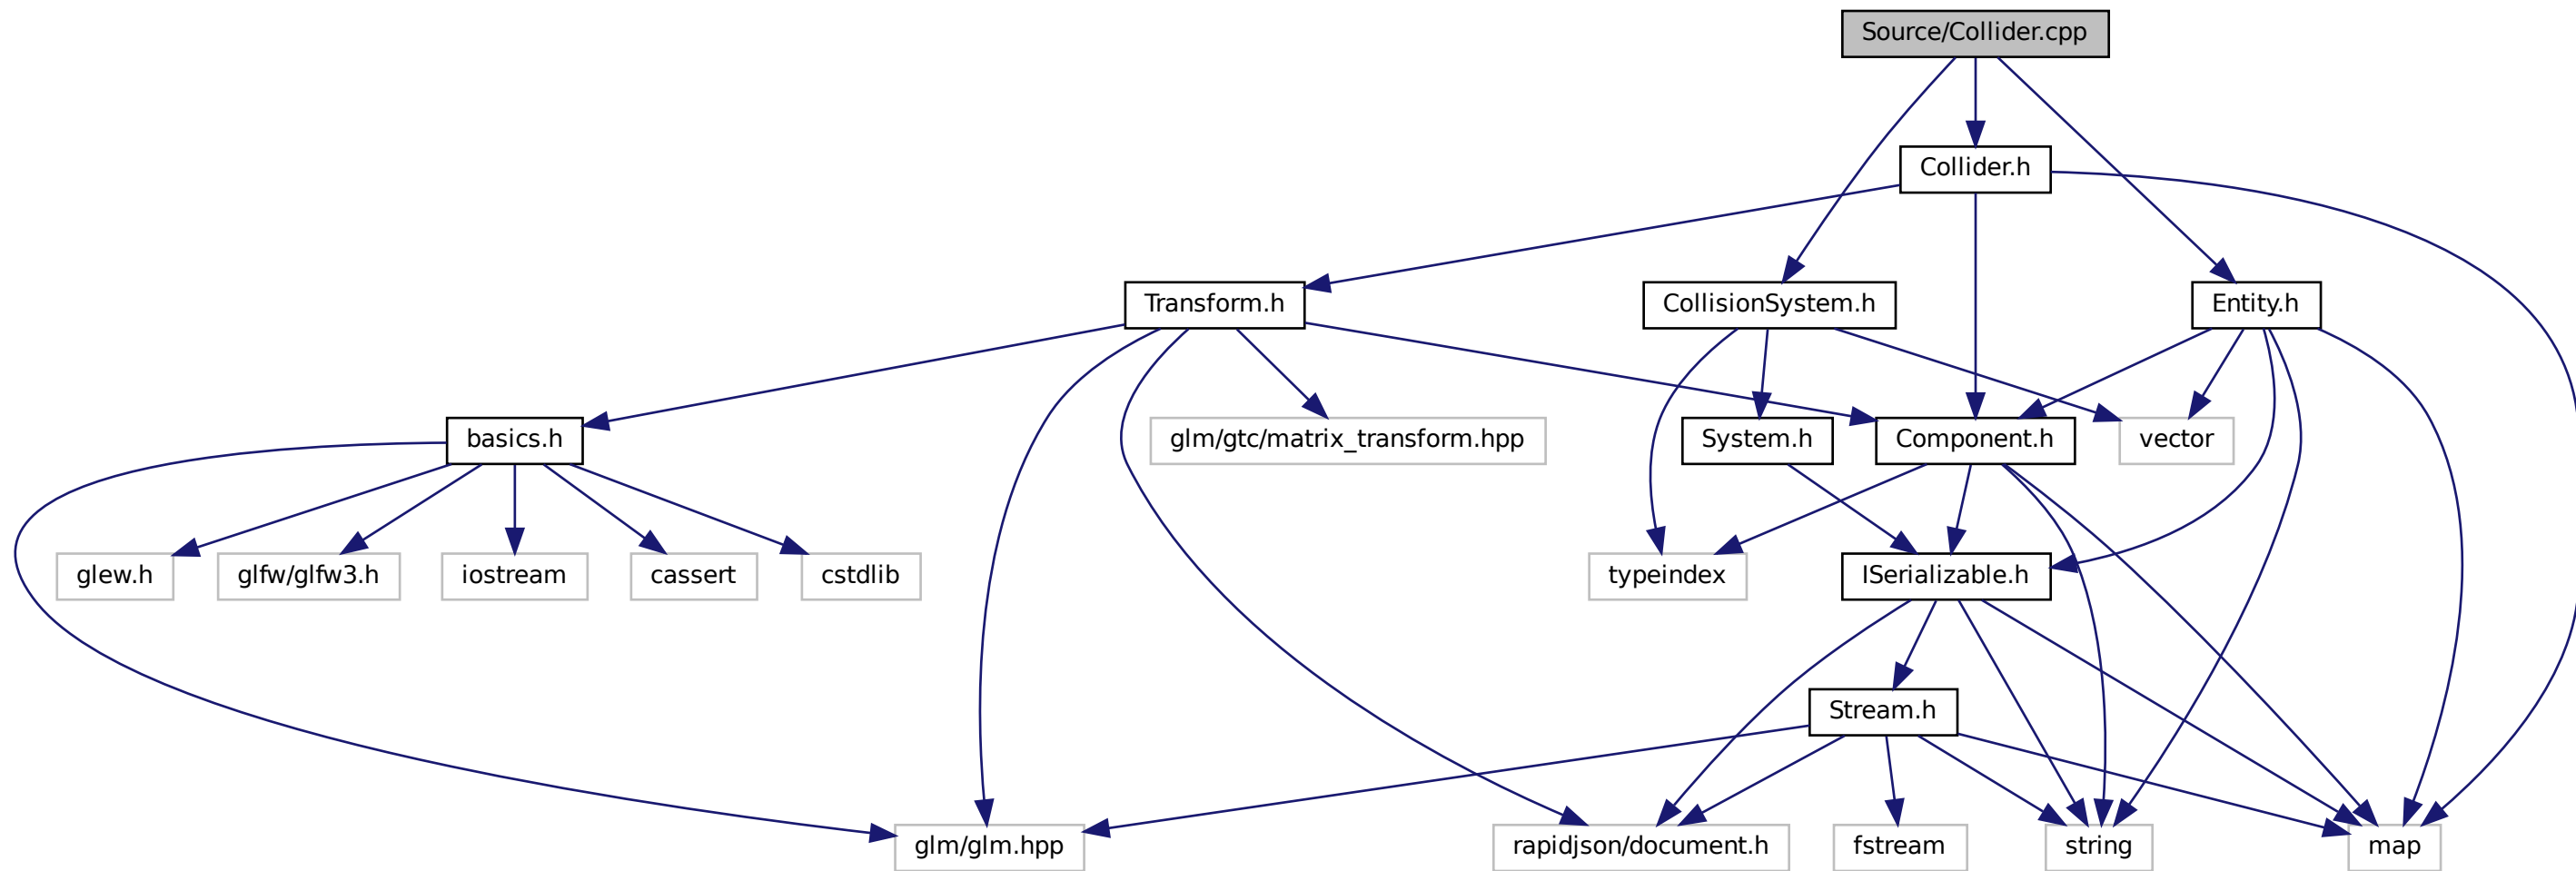 Source/Collider.cpp
Collider.h
Transform.h
CollisionSystem.h
Entity.h
basics.h
glm/gtc/matrix_transform.hpp
System.h
Component.h
vector
glew.h
glfw/glfw3.h
iostream
cassert
cstdlib
typeindex
ISerializable.h
Stream.h
glm/glm.hpp
rapidjson/document.h
fstream
string
map